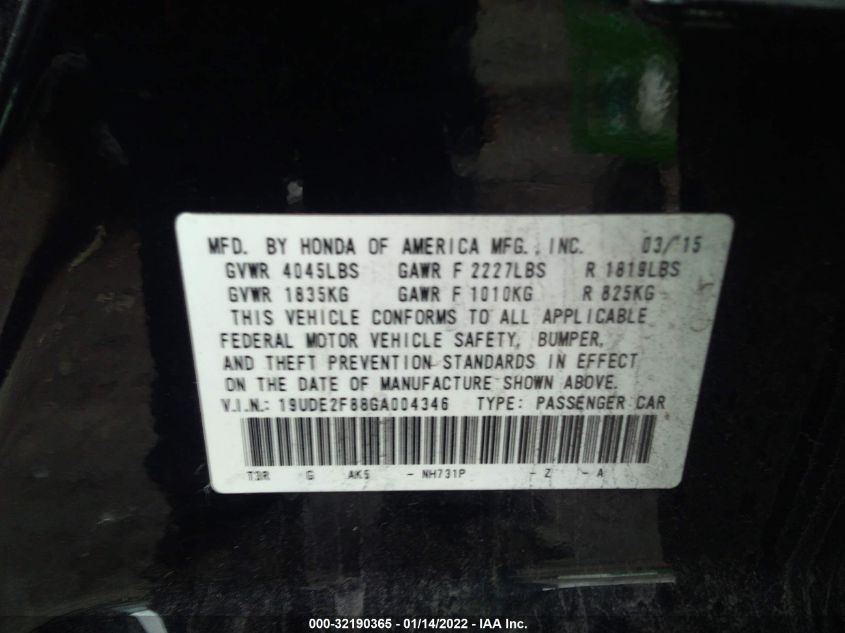 MFD. BY HONDA OF AMERICA MFG., INC. 03/15
GVWR 4045LBS GAWR F 2227LBS R 1819LBS
GVWR 1835KG GAWR F 1010KG R 825KG
THIS VEHICLE CONFORMS TO ALL APPLICABLE
FEDERAL MOTOR VEHICLE SAFETY, BUMPER,
AND THEFT PREVENTION STANDARDS IN EFFECT
ON THE DATE OF MANUFACTURE SHOWN ABOVE.
V.I.N.: 19UDE2F88GA004346 TYPE: PASSENGER CAR
T3R G AK5 - NH731P - Z - A
000-32190365 - 01/14/2022 - IAA Inc.